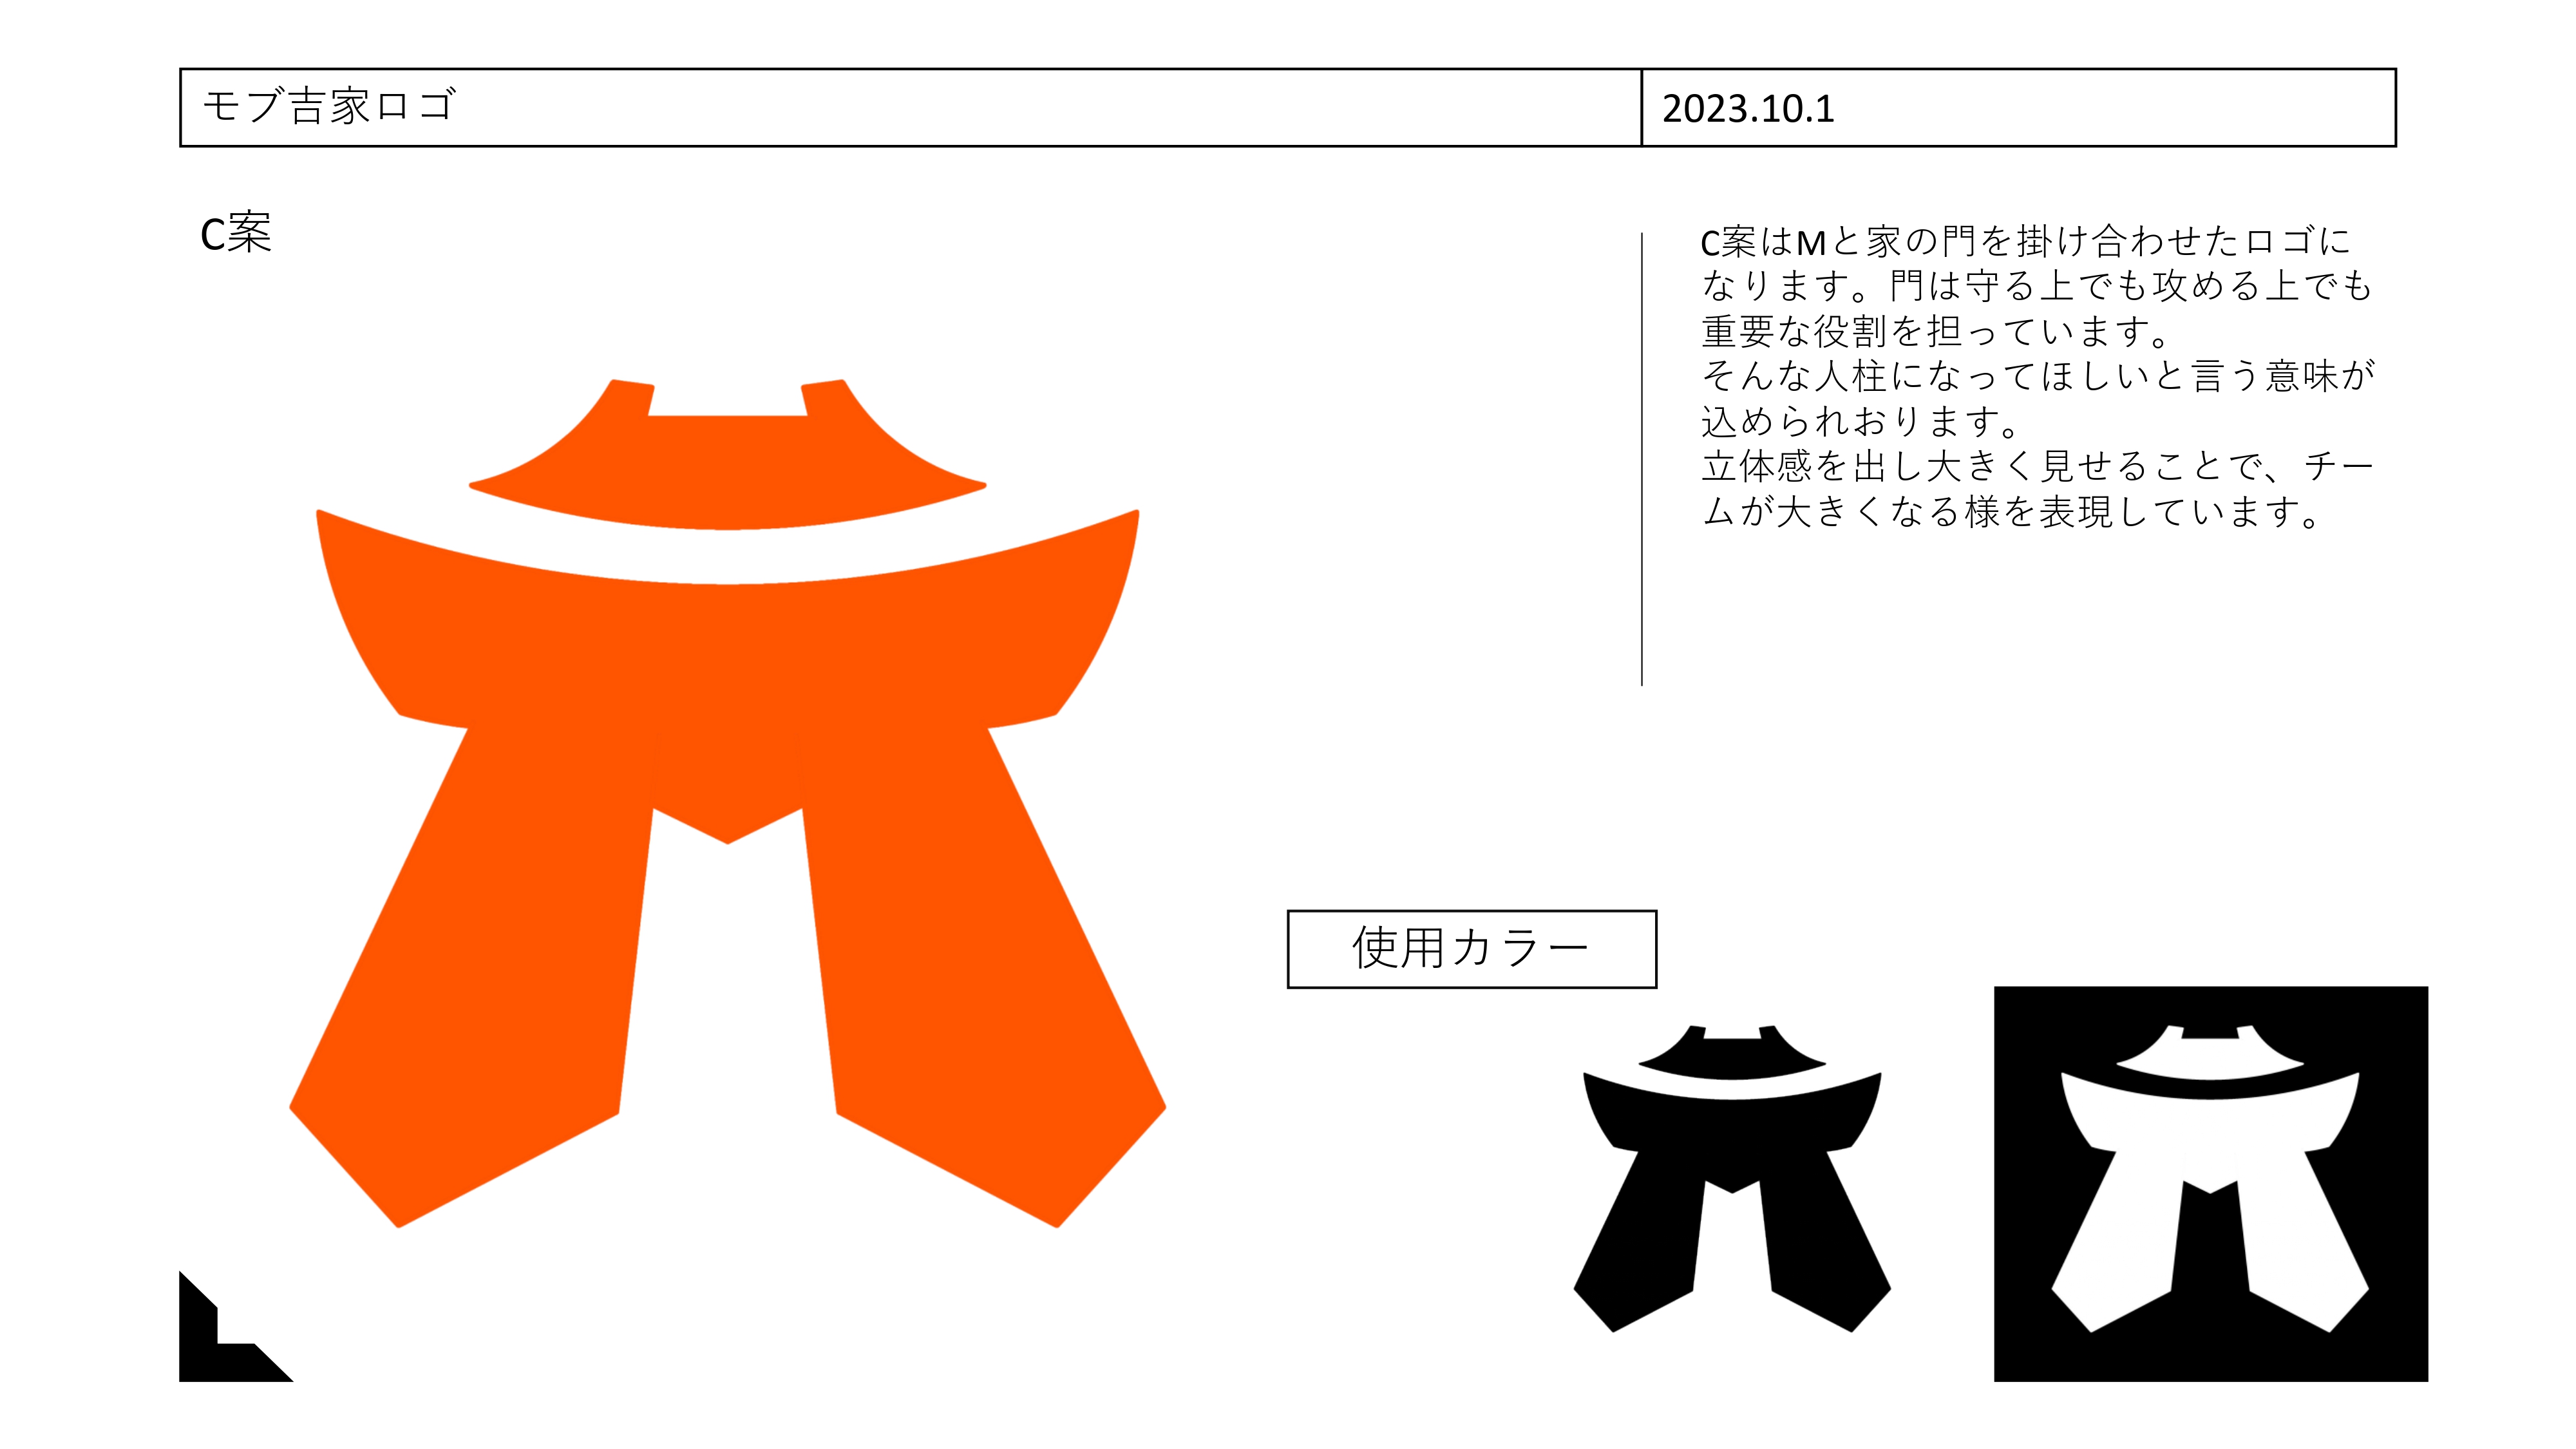 モブ吉家ロゴ
2023.10.1
C案
C案はMと家の門を掛け合わせたロゴに
なります。門は守る上でも攻める上でも
重要な役割を担っています。
そんな人柱になってほしいと言う意味が
込められおります。
立体感を出し大きく見せることで、チー
ムが大きくなる様を表現しています。
使用カラー